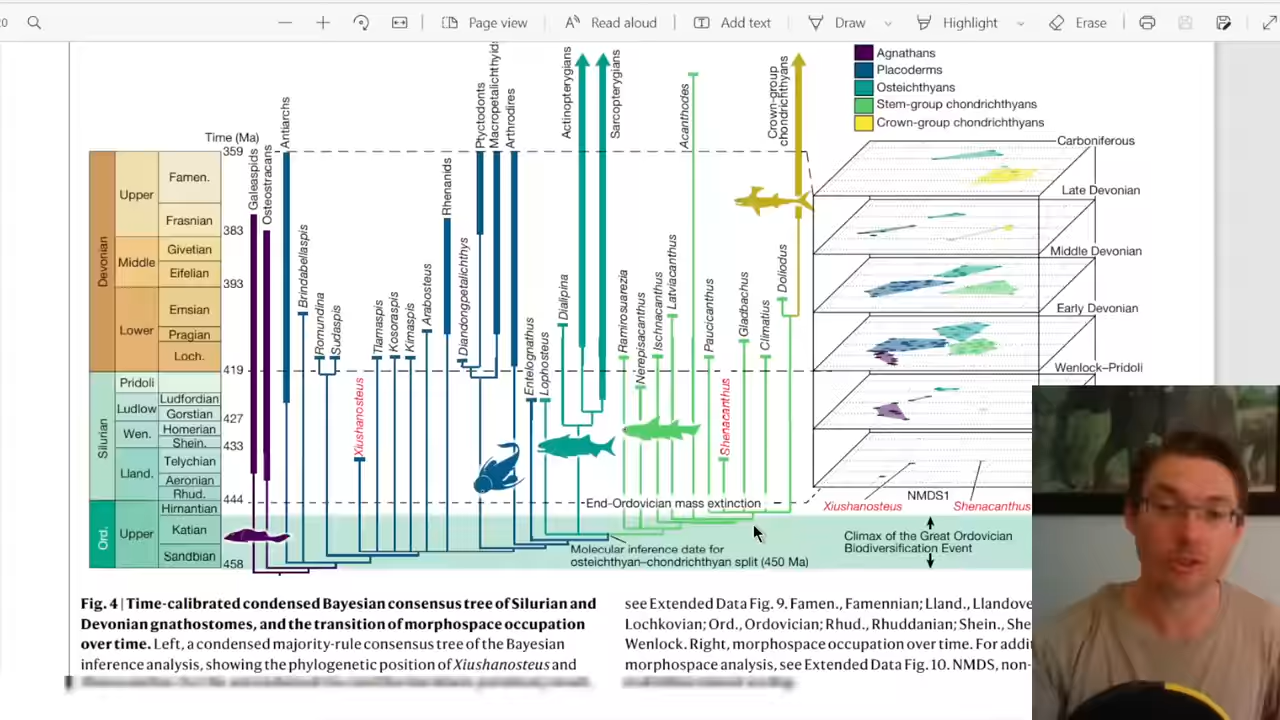 20
Page view
Read aloud
Add text
Draw
Highlight
Erase
Agnathans
Placoderms
Osteichthyans
Stem-group chondrichthyans
Crown-group chondrichthyans
Time (Ma)
359
383
393
419
427
433
444
458
Devonian
Upper
Middle
Lower
Famen.
Frasnian
Givetian
Eifelian
Emsian
Pragian
Loch.
Silurian
Pridoli
Ludlow
Wen.
Lland.
Ludfordian
Gorstian
Homerian
Shein.
Telychian
Aeronian
Rhud.
Ord.
Upper
Hirnantian
Katian
Sandbian
Galeaspids
Osteostracans
Antiarchs
Brindabellaspis
Romundina
Sudaspis
Xiushanosteus
Titanaspis
Kosoraspis
Kimaspis
Arabosteus
Rhenanids
Diandongpetalichthys
Ptyctodonts
Macropetalichthyids
Arthrodires
Entelognathus
Lophosteus
Dialipina
Actinopterygians
Sarcopterygians
Ramirosuarezia
Nerepisacanthus
Ischnacanthus
Latviacanthus
Acanthodes
Paucicanthus
Shenacanthus
Gladbachus
Climatius
Doliodus
Crown-group
chondrichthyans
Carboniferous
Late Devonian
Middle Devonian
Early Devonian
Wenlock–Pridoli
NMDS1
Xiushanosteus
Shenacanthus
End-Ordovician mass extinction
Molecular inference date for
osteichthyan–chondrichthyan split (450 Ma)
Climax of the Great Ordovician
Biodiversification Event
Fig. 4 | Time-calibrated condensed Bayesian consensus tree of Silurian and
Devonian gnathostomes, and the transition of morphospace occupation
over time. Left, a condensed majority-rule consensus tree of the Bayesian
inference analysis, showing the phylogenetic position of Xiushanosteus and
see Extended Data Fig. 9. Famen., Famennian; Lland., Llandove
Lochkovian; Ord., Ordovician; Rhud., Rhuddanian; Shein., She
Wenlock. Right, morphospace occupation over time. For addi
morphospace analysis, see Extended Data Fig. 10. NMDS, non-